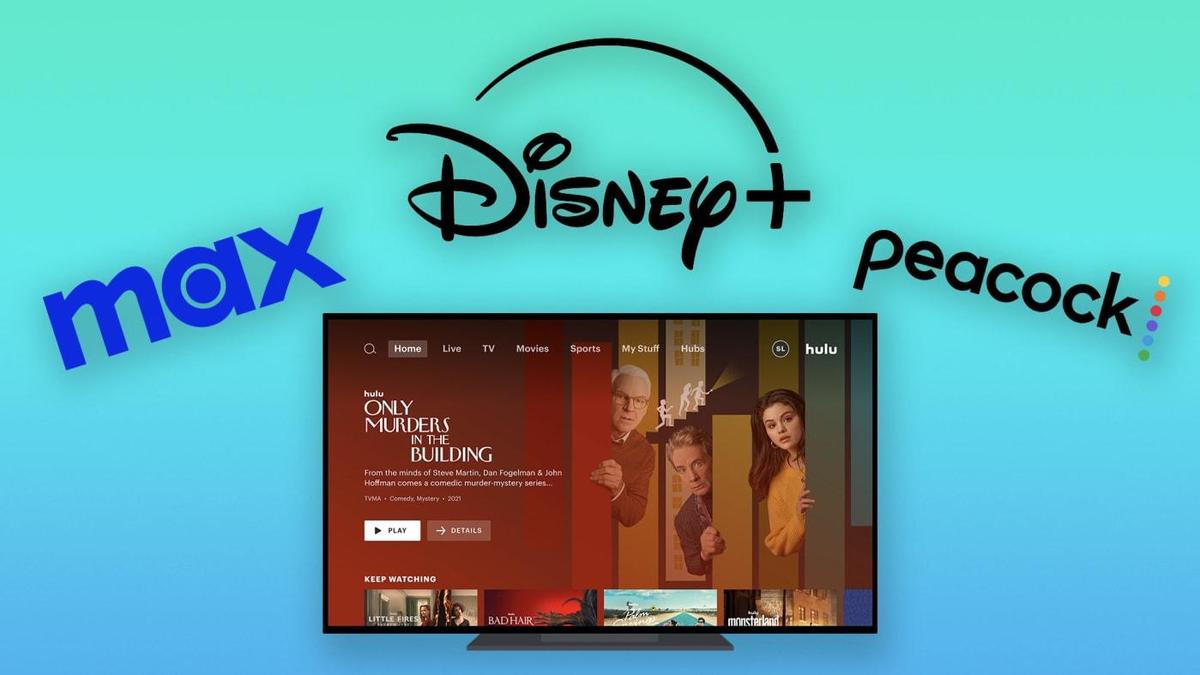 Disney+
max
peacock
Home Live TV Movies Sports My Stuff Hubs SL hulu
hulu
ONLY
MURDERS
IN THE
BUILDING
From the minds of Steve Martin, Dan Fogelman & John
Hoffman comes a comedic murder-mystery series...
TVMA • Comedy, Mystery • 2021
PLAY DETAILS
KEEP WATCHING
LITTLE FIRES BAD HAIR Palm Springs monsterland